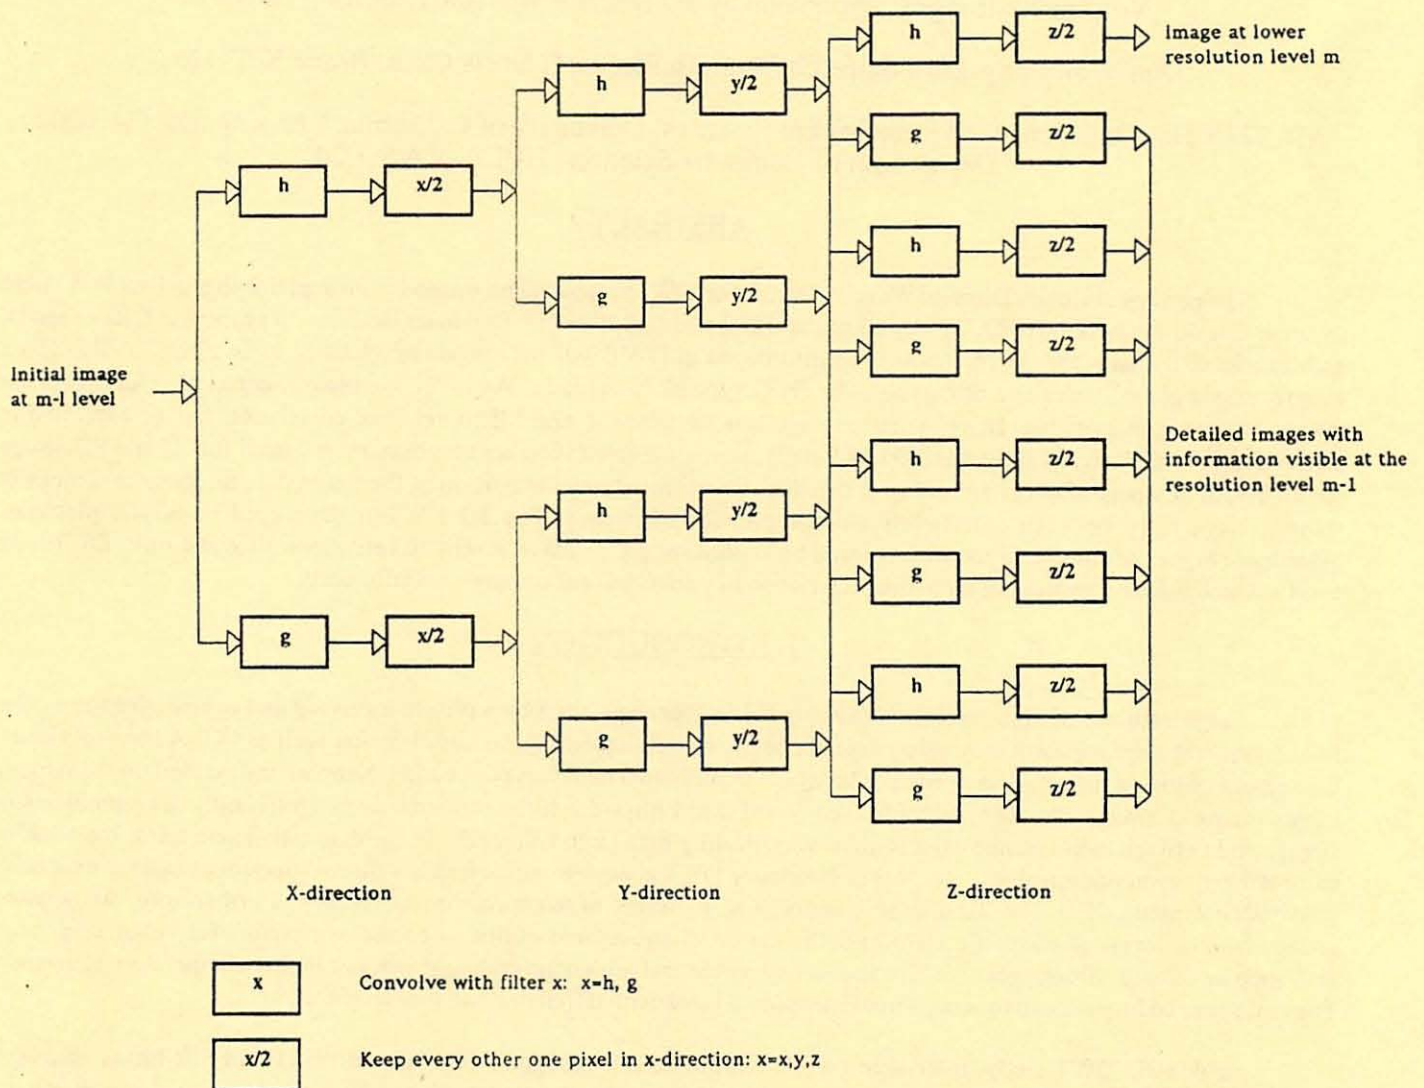 h
z/2
Image at lower
resolution level m
h
y/2
g
z/2
h
x/2
h
z/2
g
y/2
g
z/2
Initial image
at m-l level
Detailed images with
information visible at the
resolution level m-1
h
z/2
h
y/2
g
z/2
g
x/2
h
z/2
g
y/2
g
z/2
X-direction
Y-direction
Z-direction
x
Convolve with filter x: x=h, g
x/2
Keep every other one pixel in x-direction: x=x,y,z